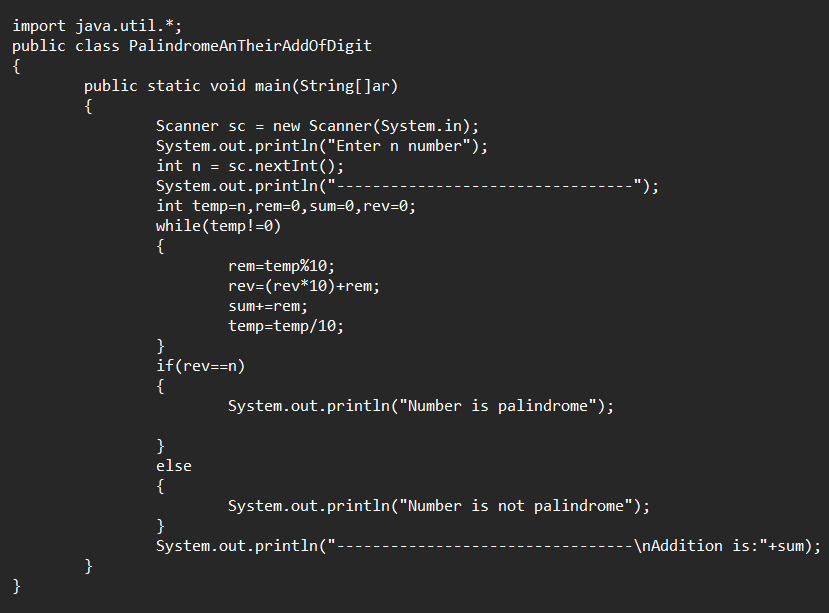 import java.util.*;
public class PalindromeAnTheirAddOfDigit
{
        public static void main(String[]ar)
        {
                Scanner sc = new Scanner(System.in);
                System.out.println("Enter n number");
                int n = sc.nextInt();
                System.out.println("---------------------------------");
                int temp=n,rem=0,sum=0,rev=0;
                while(temp!=0)
                {
                        rem=temp%10;
                        rev=(rev*10)+rem;
                        sum+=rem;
                        temp=temp/10;
                }
                if(rev==n)
                {
                        System.out.println("Number is palindrome");

                }
                else
                {
                        System.out.println("Number is not palindrome");
                }
                System.out.println("---------------------------------\nAddition is:"+sum);
        }
}